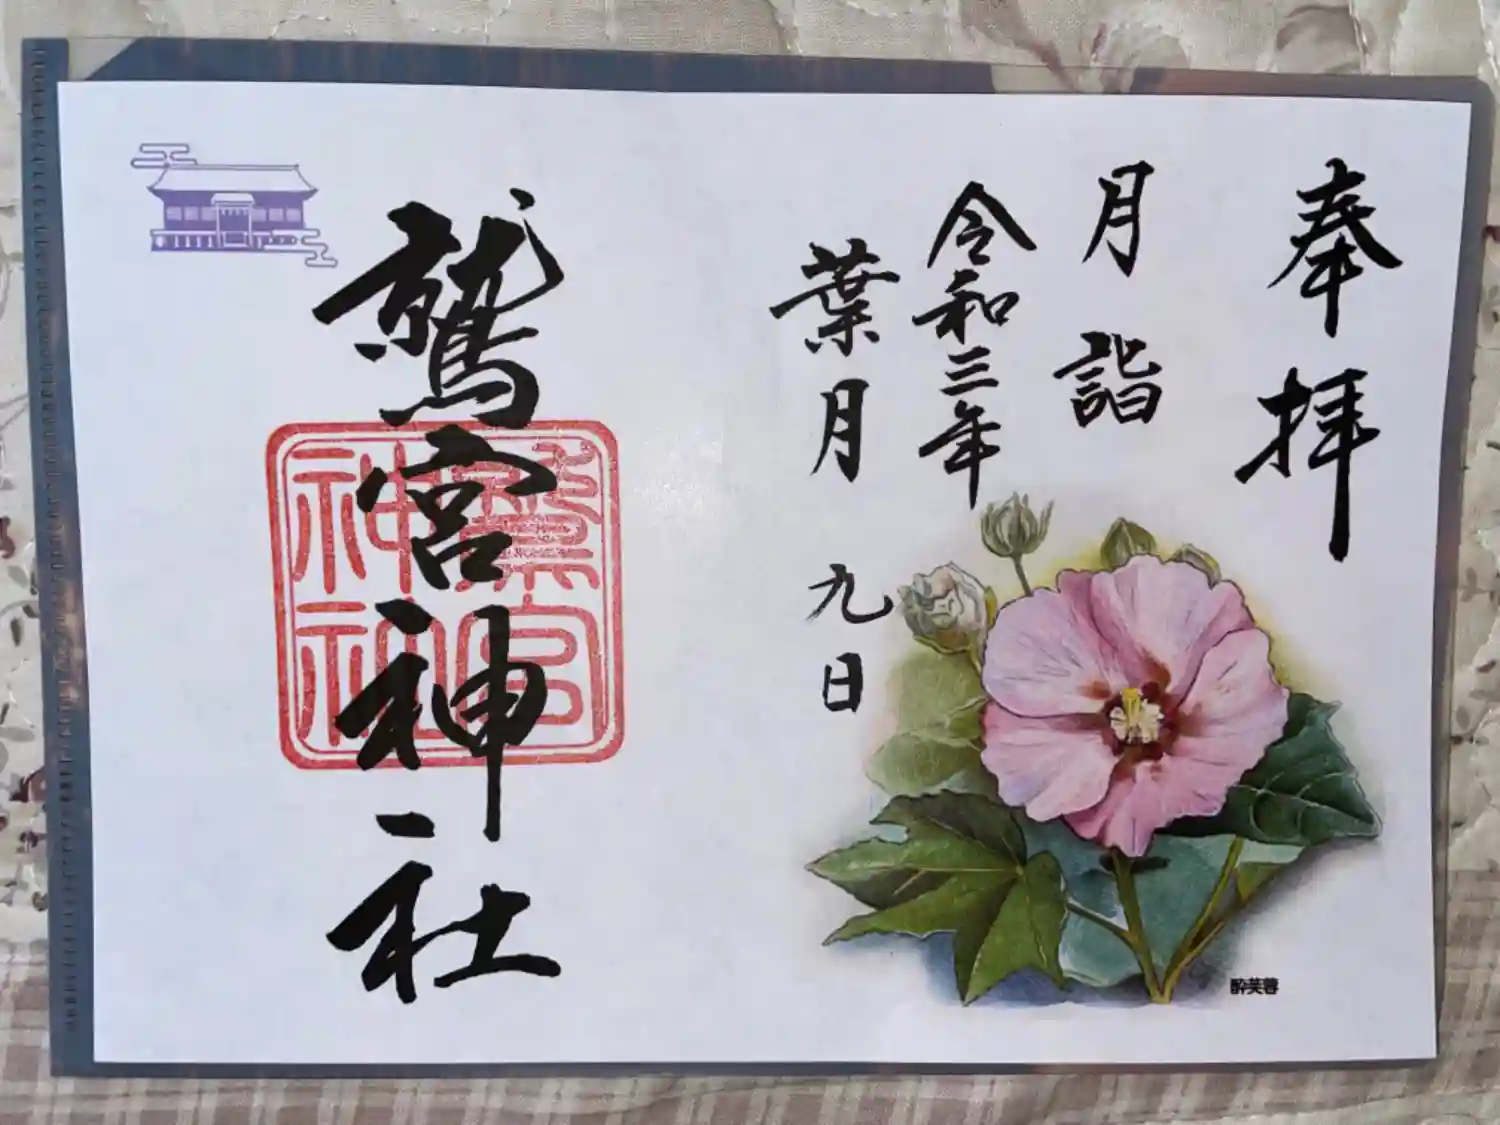 奉拝
月詣
令和三年
葉月 九日
鷲宮神社
鷲宮
神社
酔芙蓉